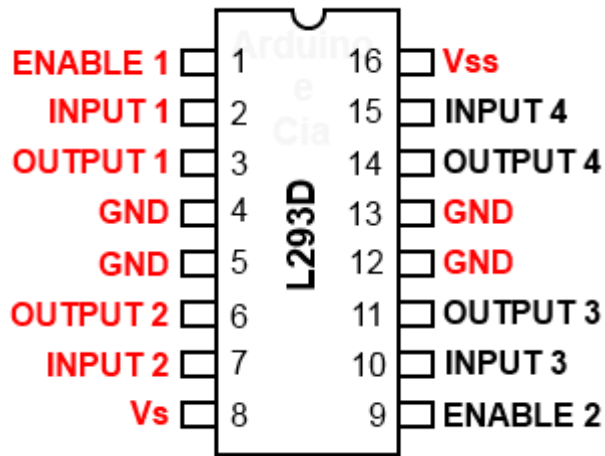 Arduino
e
Cia
ENABLE 1 1 16 Vss
INPUT 1 2 15 INPUT 4
OUTPUT 1 3 14 OUTPUT 4
GND 4 13 GND
GND 5 12 GND
OUTPUT 2 6 11 OUTPUT 3
INPUT 2 7 10 INPUT 3
Vs 8 9 ENABLE 2
L293D